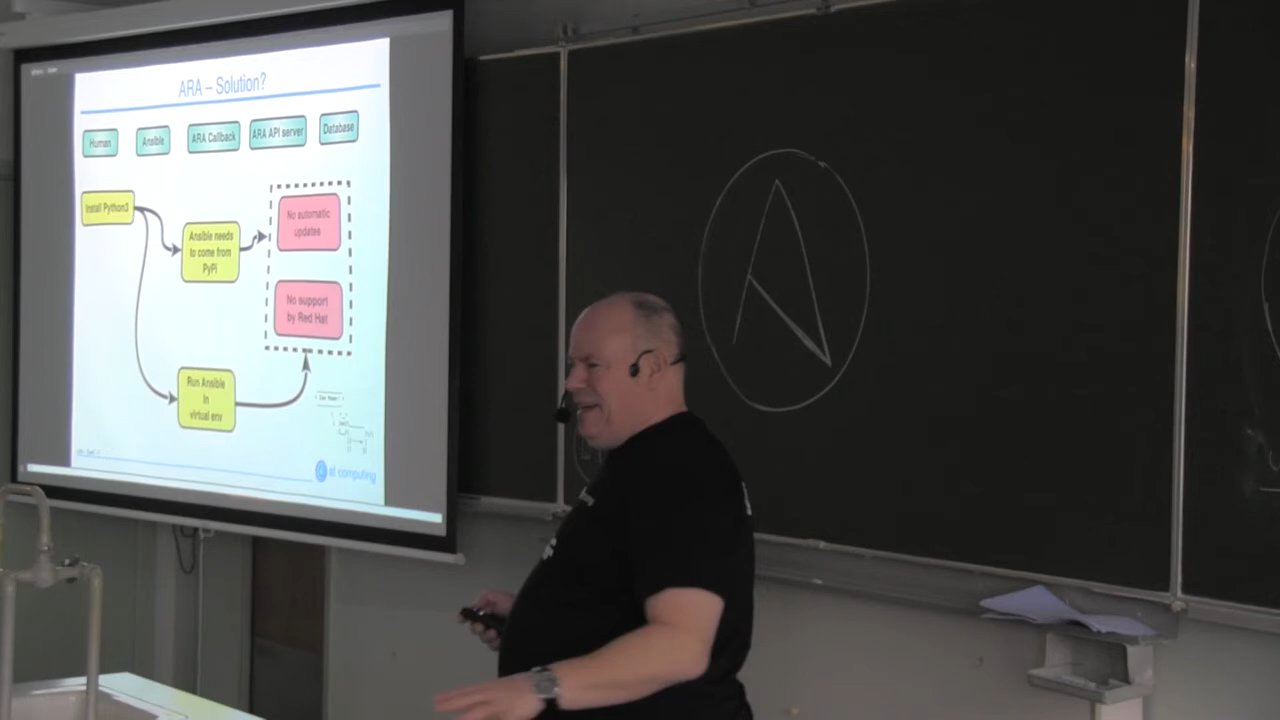 ARA – Solution?
Human
Ansible
ARA Callback
ARA API server
Database
Install Python3
Ansible needs
to come from
PyPI
No automatic
updates
No support
by Red Hat
Run Ansible
in
virtual env
at computing